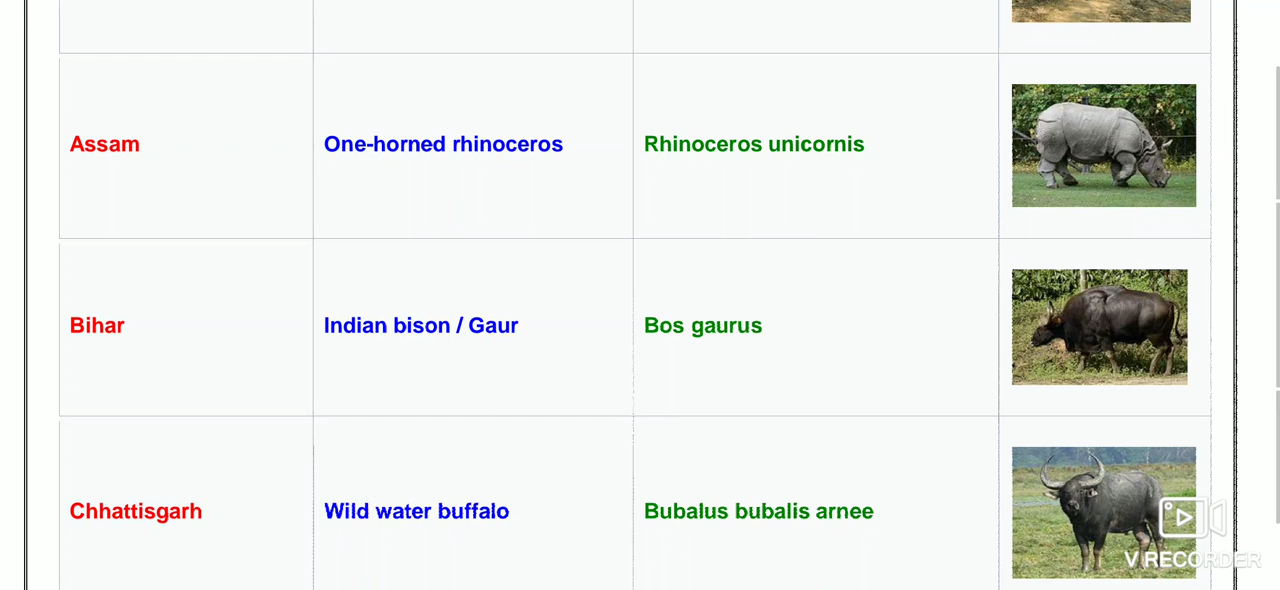 Assam One-horned rhinoceros Rhinoceros unicornis
Bihar Indian bison / Gaur Bos gaurus
Chhattisgarh Wild water buffalo Bubalus bubalis arnee
V RECORDER